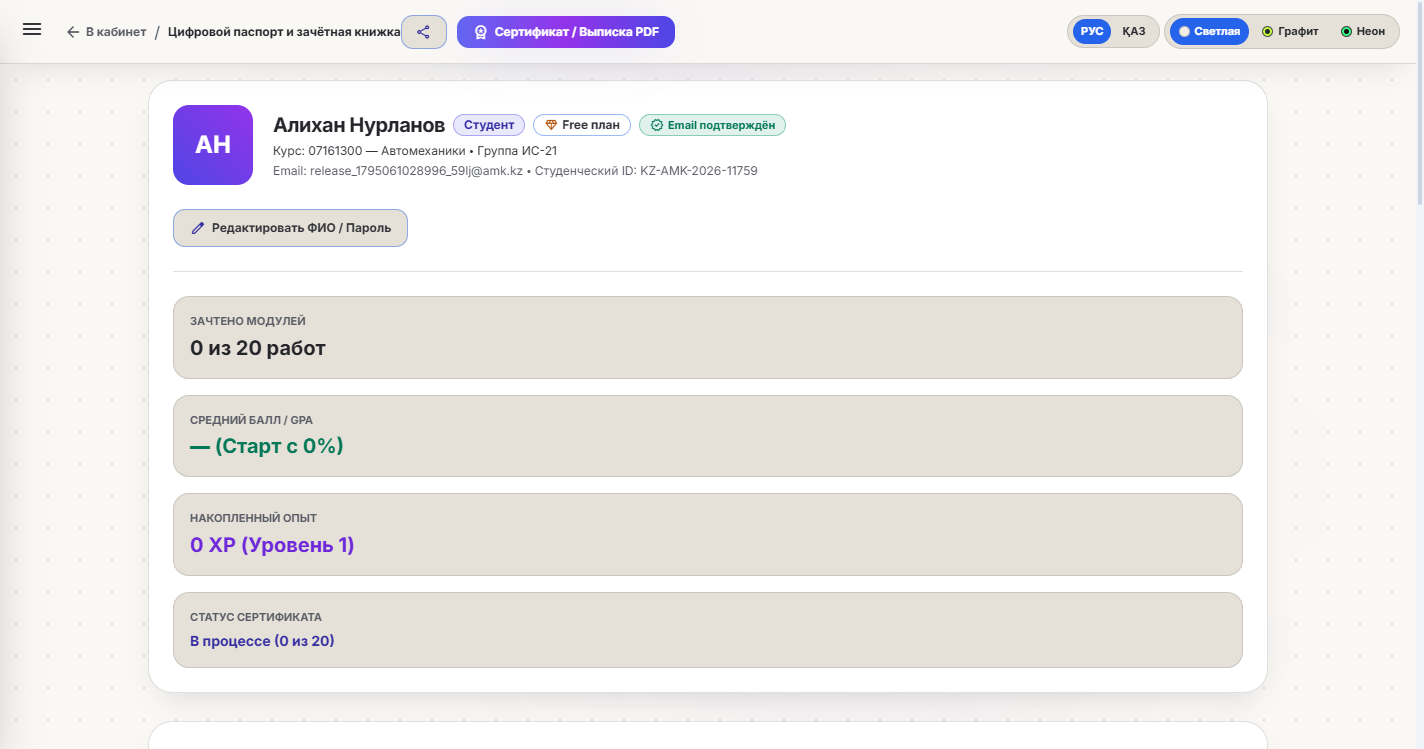 В кабинет / Цифровой паспорт и зачётная книжка Сертификат / Выписка PDF РУС ҚАЗ Светлая Графит Неон
АН
Алихан Нурланов Студент Free план Email подтверждён
Курс: 07161300 — Автомеханики • Группа ИС-21
Email: release_1795061028996_59lj@amk.kz • Студенческий ID: KZ-AMK-2026-11759
Редактировать ФИО / Пароль
ЗАЧТЕНО МОДУЛЕЙ
0 из 20 работ
СРЕДНИЙ БАЛЛ / GPA
— (Старт с 0%)
НАКОПЛЕННЫЙ ОПЫТ
0 XP (Уровень 1)
СТАТУС СЕРТИФИКАТА
В процессе (0 из 20)